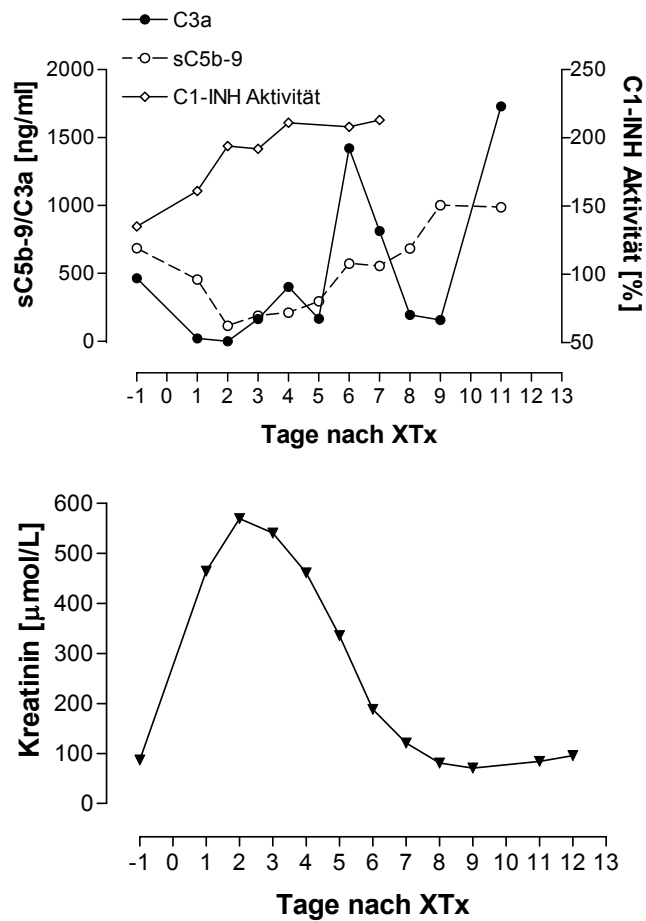 C3a
sC5b-9
C1-INH Aktivität
sC5b-9/C3a [ng/ml]
2000
1500
1000
500
0
C1-INH Aktivität [%]
250
200
150
100
50
-1 0 1 2 3 4 5 6 7 8 9 10 11 12 13
Tage nach XTx
Kreatinin [µmol/L]
600
500
400
300
200
100
0
-1 0 1 2 3 4 5 6 7 8 9 10 11 12 13
Tage nach XTx